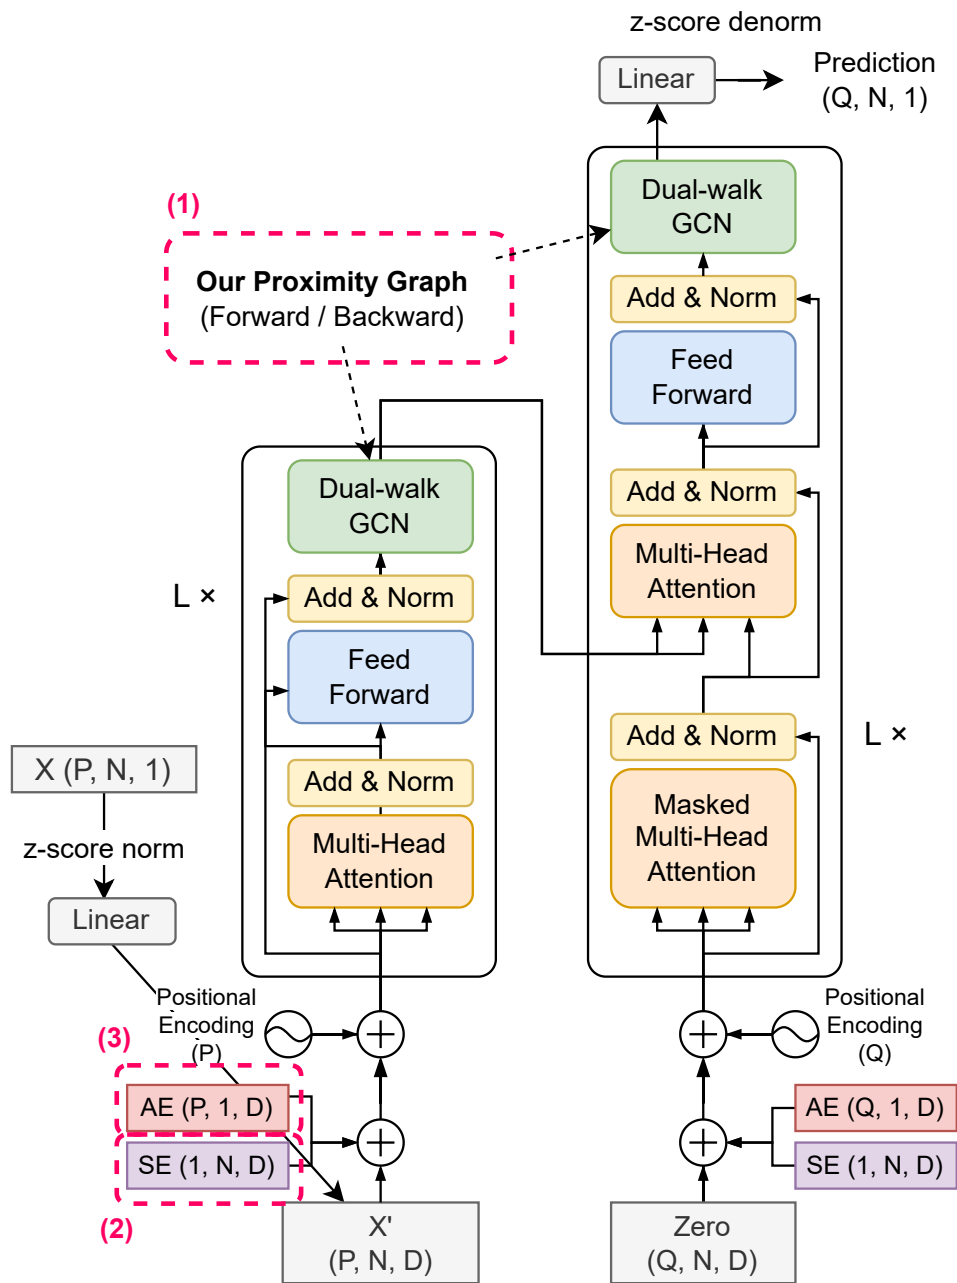 z-score denorm
Linear
Prediction
(Q, N, 1)
Dual-walk
GCN
Add & Norm
Feed
Forward
Add & Norm
Multi-Head
Attention
Add & Norm
Masked
Multi-Head
Attention
L ×
(1)
Our Proximity Graph
(Forward / Backward)
Dual-walk
GCN
Add & Norm
Feed
Forward
Add & Norm
Multi-Head
Attention
L ×
X (P, N, 1)
z-score norm
Linear
Positional
Encoding
(P)
(3)
AE (P, 1, D)
SE (1, N, D)
(2)
X'
(P, N, D)
Positional
Encoding
(Q)
AE (Q, 1, D)
SE (1, N, D)
Zero
(Q, N, D)